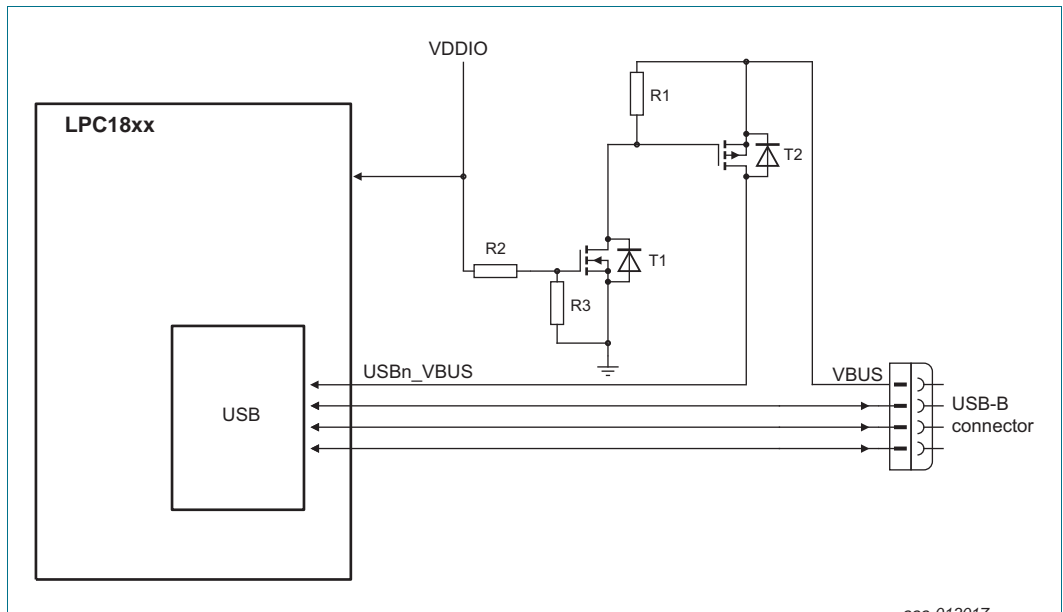 VDDIO
LPC18xx
R1
T2
R2
T1
R3
USBn_VBUS
VBUS
USB
USB-B
connector